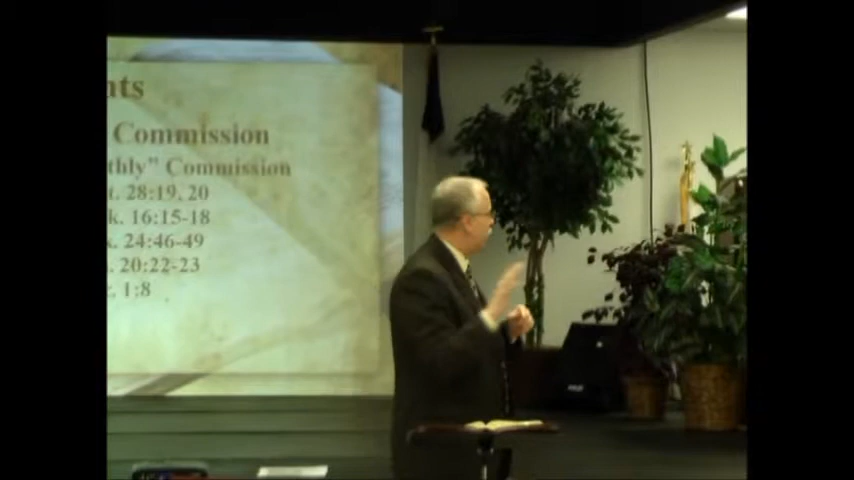 nts
Commission
thly" Commission
t. 28:19, 20
k. 16:15-18
k. 24:46-49
. 20:22-23
1:8